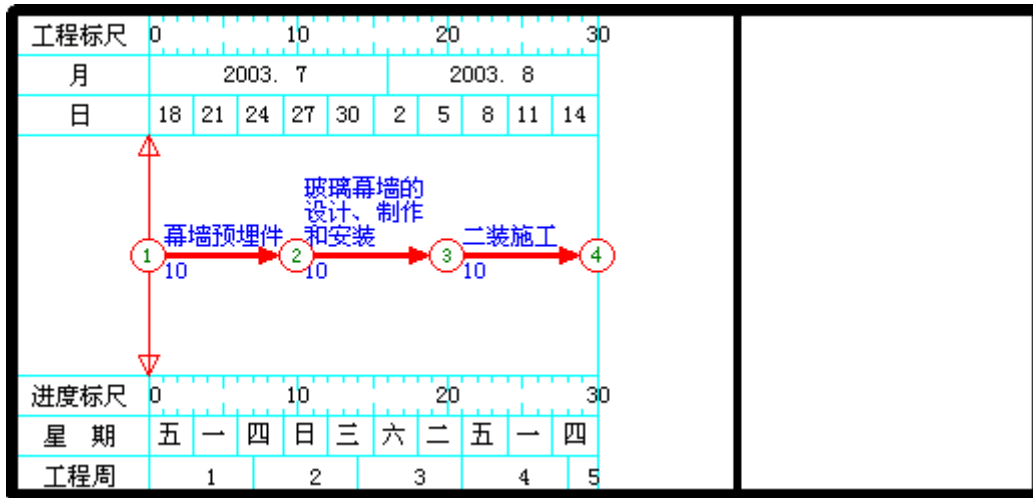 工程标尺 0 10 20 30
月 2003. 7 2003. 8
日 18 21 24 27 30 2 5 8 11 14
玻璃幕墙的
设计、制作
幕墙预埋件 和安装 二装施工
1 2 3 4
10 10 10
进度标尺 0 10 20 30
星 期 五 一 四 日 三 六 二 五 一 四
工程周 1 2 3 4 5